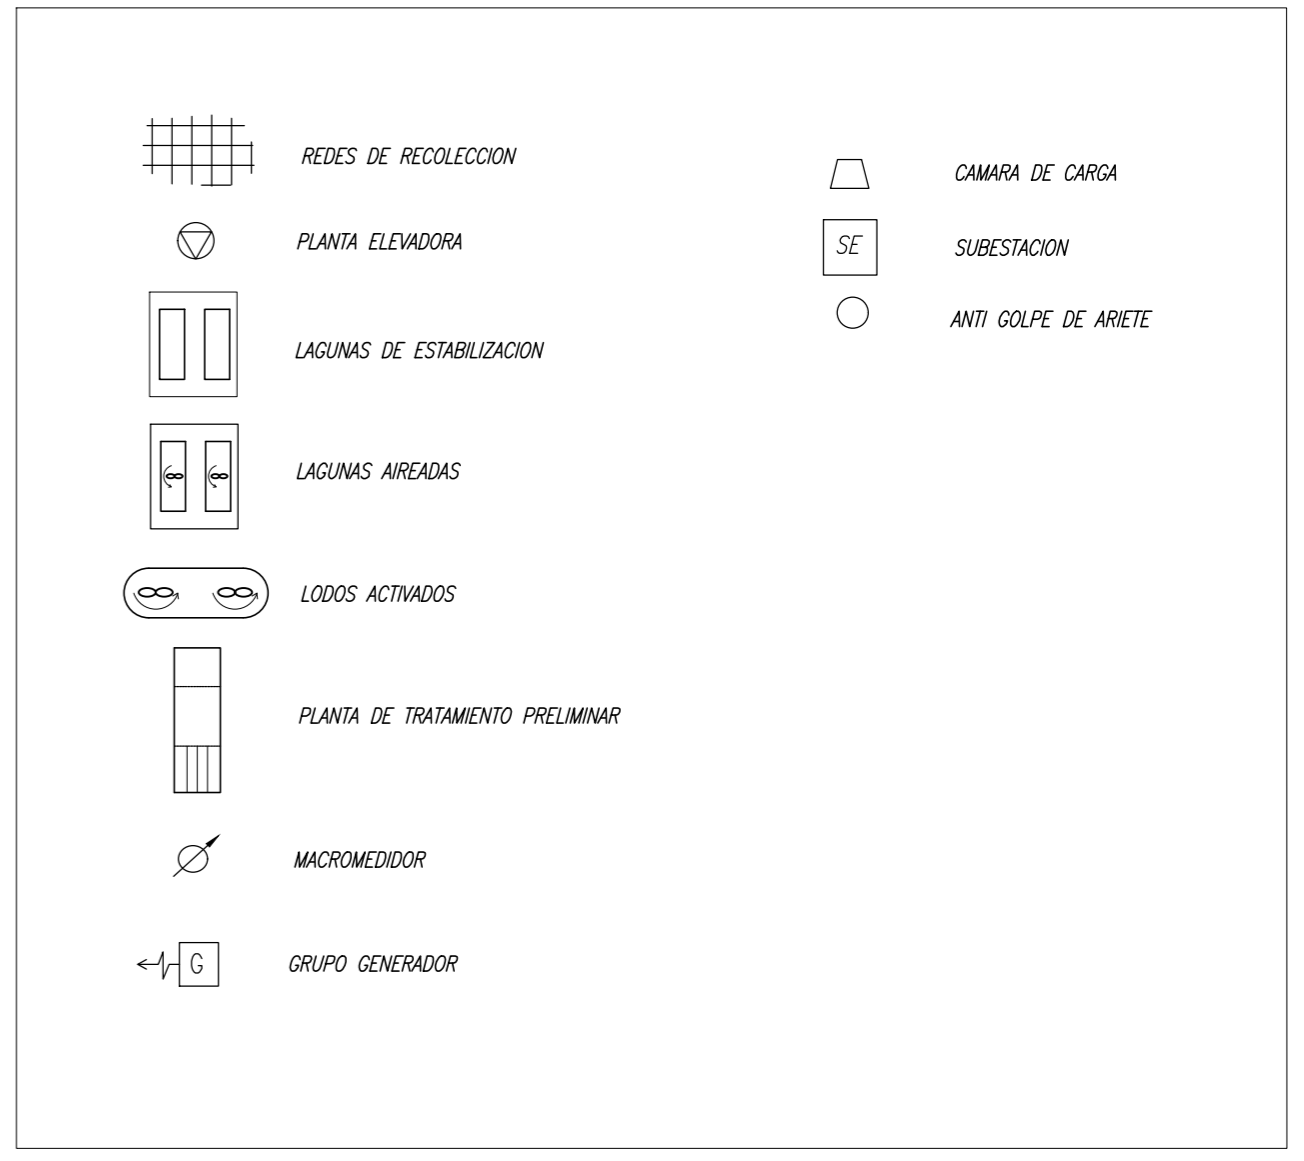 REDES DE RECOLECCION
PLANTA ELEVADORA
LAGUNAS DE ESTABILIZACION
LAGUNAS AIREADAS
LODOS ACTIVADOS
PLANTA DE TRATAMIENTO PRELIMINAR
MACROMEDIDOR
G GRUPO GENERADOR
CAMARA DE CARGA
SE SUBESTACION
ANTI GOLPE DE ARIETE